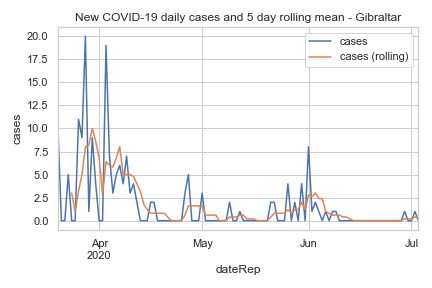 New COVID-19 daily cases and 5 day rolling mean - Gibraltar
cases
cases (rolling)
20.0
17.5
15.0
12.5
10.0
7.5
5.0
2.5
0.0
cases
Apr
2020
May
Jun
Jul
dateRep